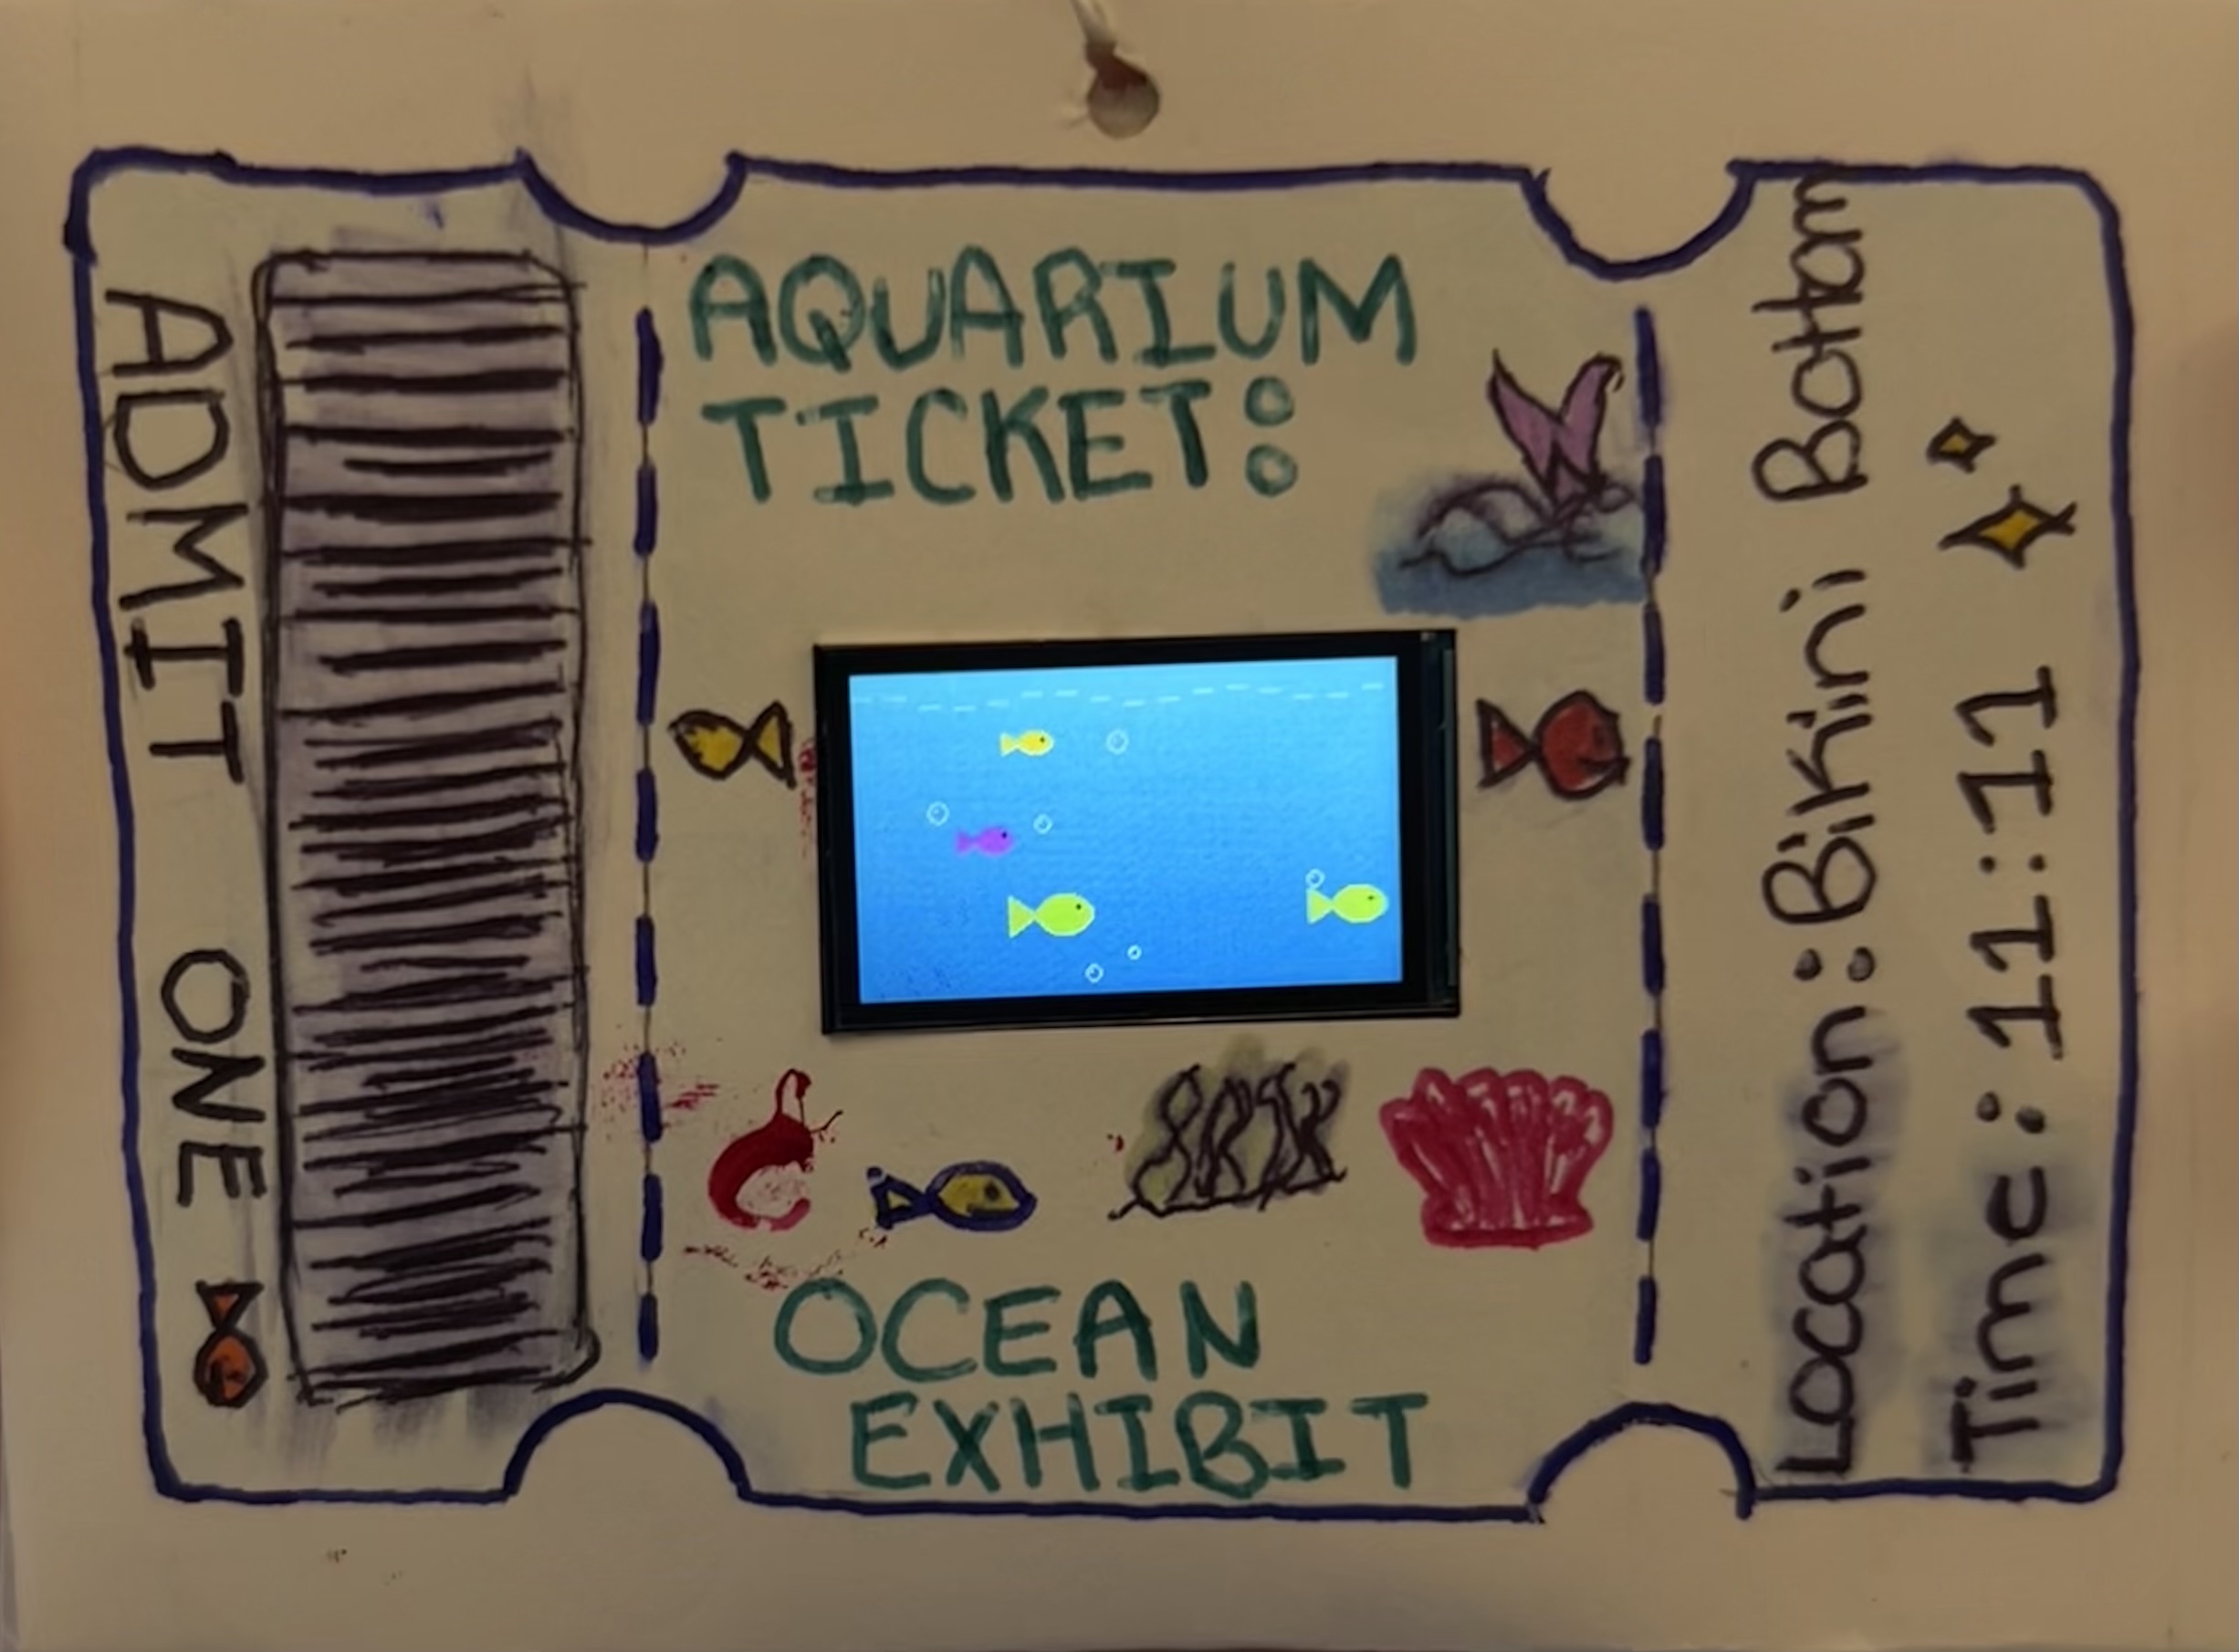 ADMIT ONE
AQUARIUM
TICKET:
OCEAN
EXHIBIT
Location: Bikini Bottom
Time: 11:11